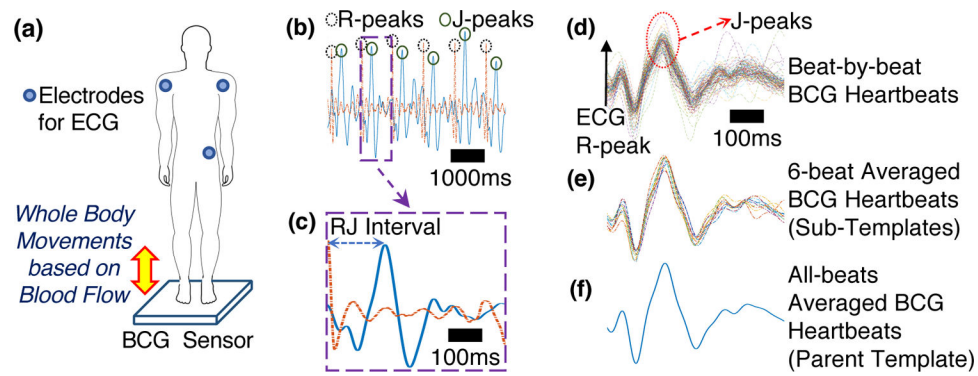 (a)
Electrodes
for ECG
Whole Body
Movements
based on
Blood Flow
BCG Sensor
(b)
R-peaks
J-peaks
1000ms
(c)
RJ Interval
100ms
(d)
J-peaks
ECG
R-peak
100ms
Beat-by-beat
BCG Heartbeats
(e)
6-beat Averaged
BCG Heartbeats
(Sub-Templates)
(f)
All-beats
Averaged BCG
Heartbeats
(Parent Template)